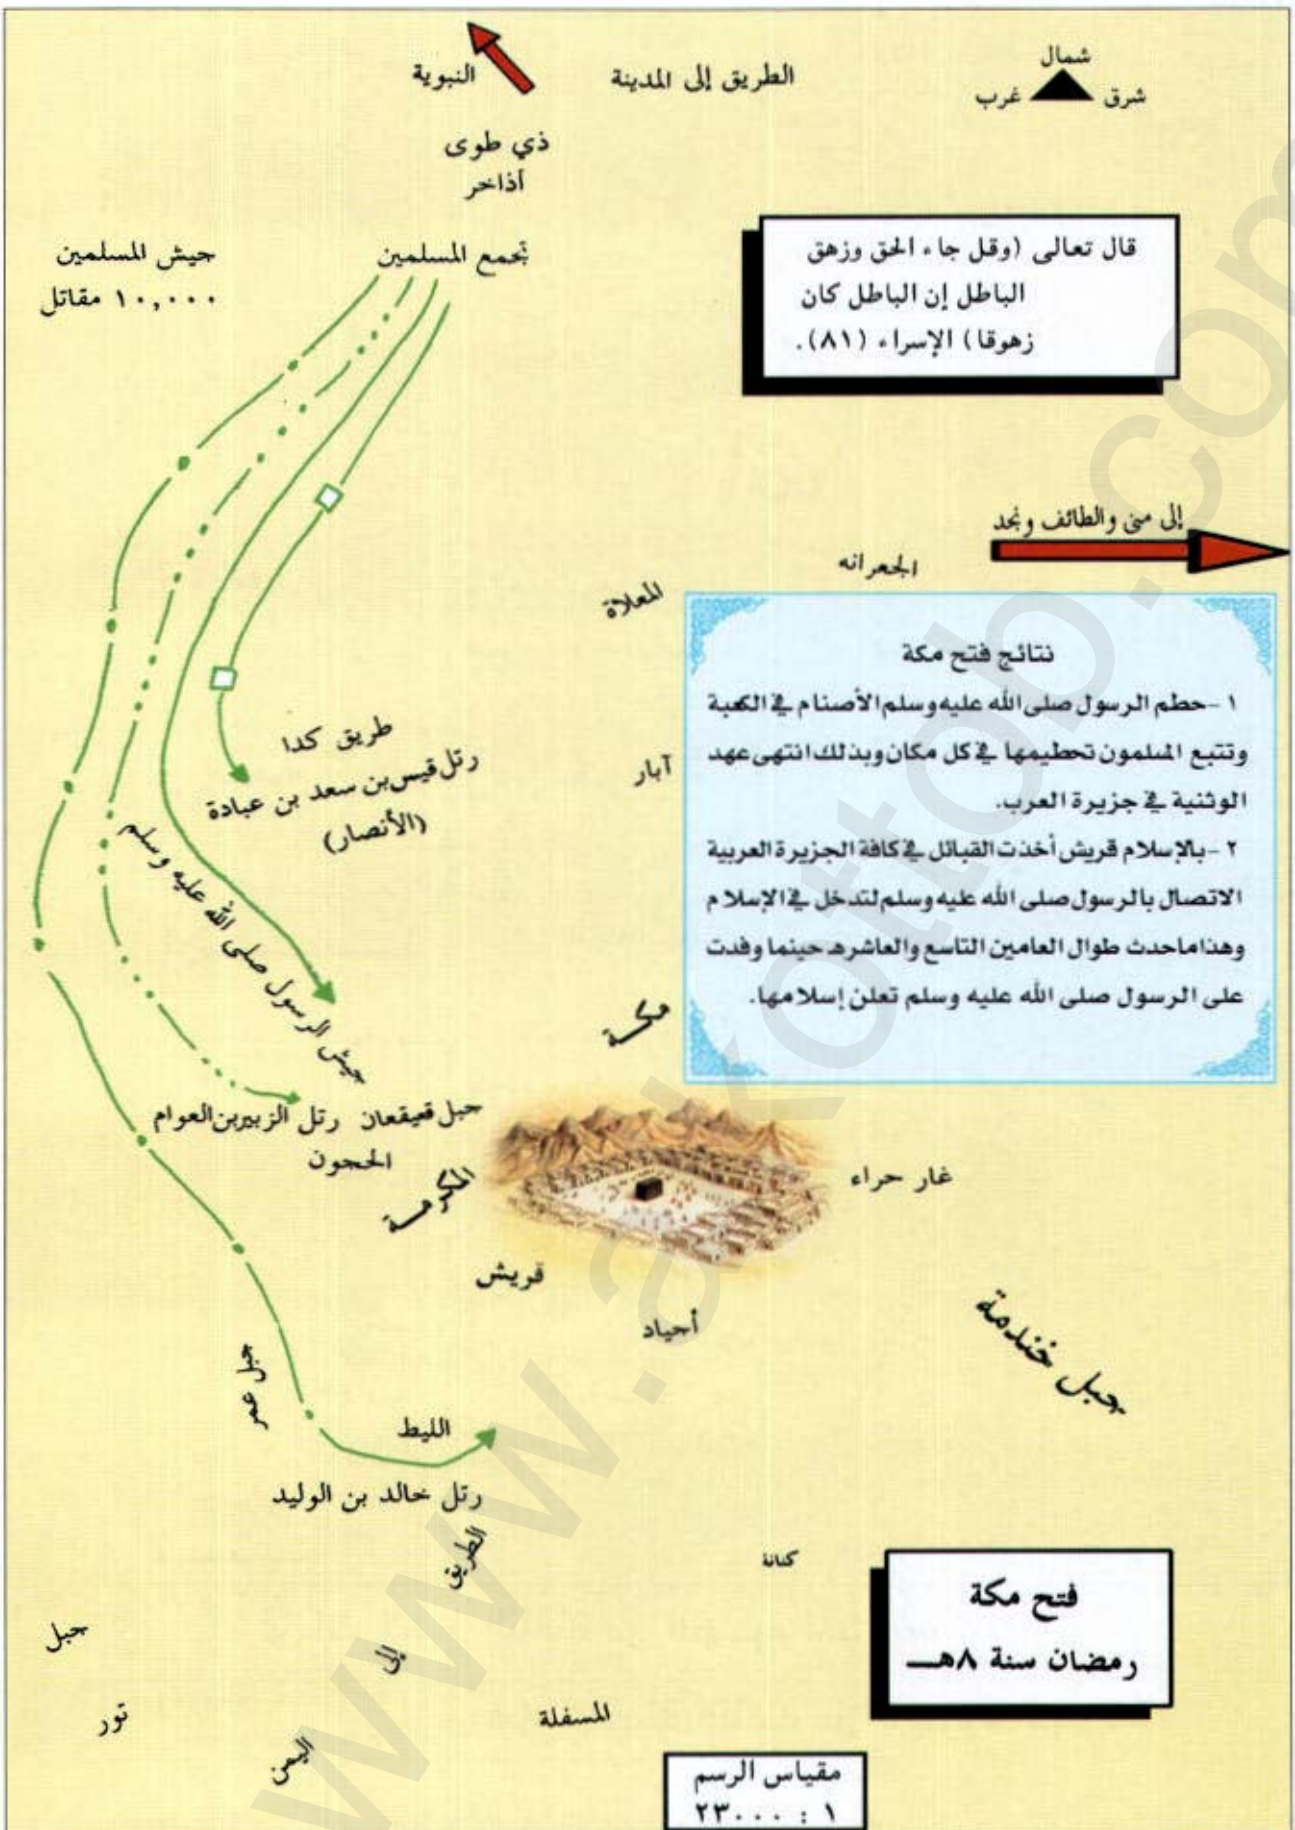 شمال
شرق غرب
الطريق إلى المدينة النبوية
ذي طوى
أذاخر
تجمع المسلمين
جيش المسلمين
١٠,٠٠٠ مقاتل
قال تعالى (وقل جاء الحق وزهق
الباطل إن الباطل كان
زهوقا) الإسراء (٨١).
إلى منى والطائف ونجد
الجعرانه
المعلاة
نتائج فتح مكة
١ -حطم الرسول صلى الله عليه وسلم الأصنام في الكعبة
وتتبع المسلمون تحطيمها في كل مكان وبذلك انتهى عهد
الوثنية في جزيرة العرب.
٢ -بالإسلام قريش أخذت القبائل في كافة الجزيرة العربية
الاتصال بالرسول صلى الله عليه وسلم لتدخل في الإسلام
وهذا ماحدث طوال العامين التاسع والعاشرهـ حينما وفدت
على الرسول صلى الله عليه وسلم تعلن إسلامها.
طريق كدا
رتل قيس بن سعد بن عبادة
(الأنصار)
آبار
جيش الرسول صلى الله عليه وسلم
مكة
المكرمة
جبل قعيقعان رتل الزبير بن العوام
الحجون
غار حراء
قريش
أجياد
جبل خندمة
جبل عمر
الليط
رتل خالد بن الوليد
الطريق
إلى
اليمن
كنانة
جبل
تور
المسفلة
فتح مكة
رمضان سنة ٨هـ
مقياس الرسم
١ : ٢٣٠٠٠